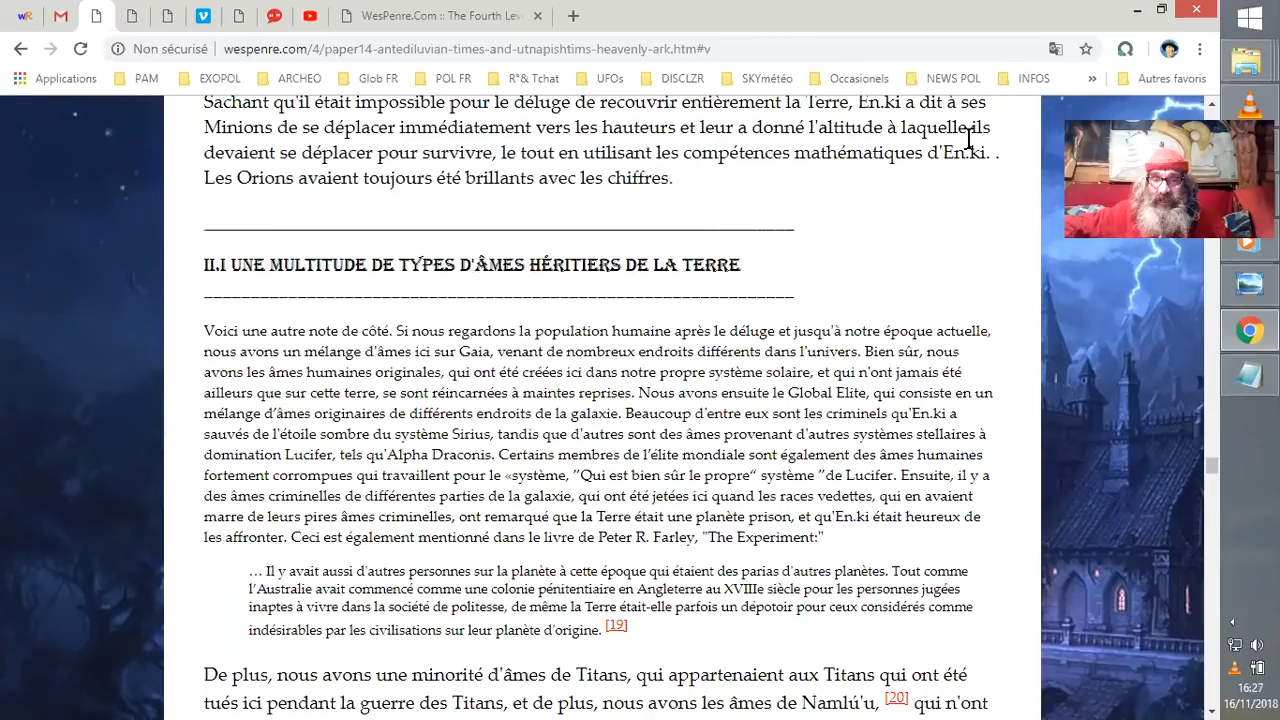 WesPenre.Com :: The Fourth Lev
Non sécurisé
wespenre.com/4/paper14-antediluvian-times-and-utnapishtims-heavenly-ark.htm#v
Applications
PAM
EXOPOL
ARCHEO
Glob FR
POL FR
R°& Tchat
UFOs
DISCLZR
SKYmétéo
Occasionels
NEWS POL
INFOS
»
Autres favoris
Sachant qu'il était impossible pour le déluge de recouvrir entièrement la Terre, En.ki a dit à ses
Minions de se déplacer immédiatement vers les hauteurs et leur a donné l'altitude à laquelle ils
devaient se déplacer pour survivre, le tout en utilisant les compétences mathématiques d'En.ki. .
Les Orions avaient toujours été brillants avec les chiffres.
II.I UNE MULTITUDE DE TYPES D'ÂMES HÉRITIERS DE LA TERRE
Voici une autre note de côté. Si nous regardons la population humaine après le déluge et jusqu'à notre époque actuelle,
nous avons un mélange d'âmes ici sur Gaia, venant de nombreux endroits différents dans l'univers. Bien sûr, nous
avons les âmes humaines originales, qui ont été créées ici dans notre propre système solaire, et qui n'ont jamais été
ailleurs que sur cette terre, se sont réincarnées à maintes reprises. Nous avons ensuite le Global Elite, qui consiste en un
mélange d'âmes originaires de différents endroits de la galaxie. Beaucoup d'entre eux sont les criminels qu'En.ki a
sauvés de l'étoile sombre du système Sirius, tandis que d'autres sont des âmes provenant d'autres systèmes stellaires à
domination Lucifer, tels qu'Alpha Draconis. Certains membres de l'élite mondiale sont également des âmes humaines
fortement corrompues qui travaillent pour le «système, "Qui est bien sûr le propre“ système ”de Lucifer. Ensuite, il y a
des âmes criminelles de différentes parties de la galaxie, qui ont été jetées ici quand les races vedettes, qui en avaient
marre de leurs pires âmes criminelles, ont remarqué que la Terre était une planète prison, et qu'En.ki était heureux de
les affronter. Ceci est également mentionné dans le livre de Peter R. Farley, "The Experiment:"
… Il y avait aussi d'autres personnes sur la planète à cette époque qui étaient des parias d'autres planètes. Tout comme
l'Australie avait commencé comme une colonie pénitentiaire en Angleterre au XVIIIe siècle pour les personnes jugées
inaptes à vivre dans la société de politesse, de même la Terre était-elle parfois un dépotoir pour ceux considérés comme
indésirables par les civilisations sur leur planète d'origine. [19]
De plus, nous avons une minorité d'âmes de Titans, qui appartenaient aux Titans qui ont été
tués ici pendant la guerre des Titans, et de plus, nous avons les âmes de Namlú'u, [20] qui n'ont
16:27
16/11/2018